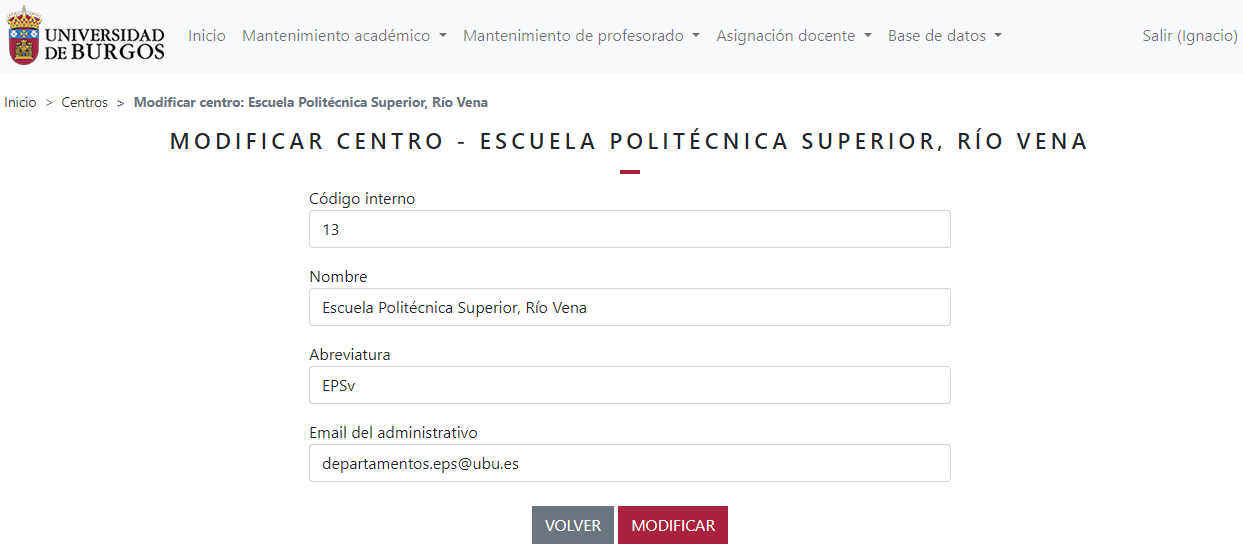 UNIVERSIDAD
DE BURGOS
Inicio Mantenimiento académico Mantenimiento de profesorado Asignación docente Base de datos Salir (Ignacio)
Inicio > Centros > Modificar centro: Escuela Politécnica Superior, Río Vena
MODIFICAR CENTRO - ESCUELA POLITÉCNICA SUPERIOR, RÍO VENA
Código interno
13
Nombre
Escuela Politécnica Superior, Río Vena
Abreviatura
EPSv
Email del administrativo
departamentos.eps@ubu.es
VOLVER MODIFICAR